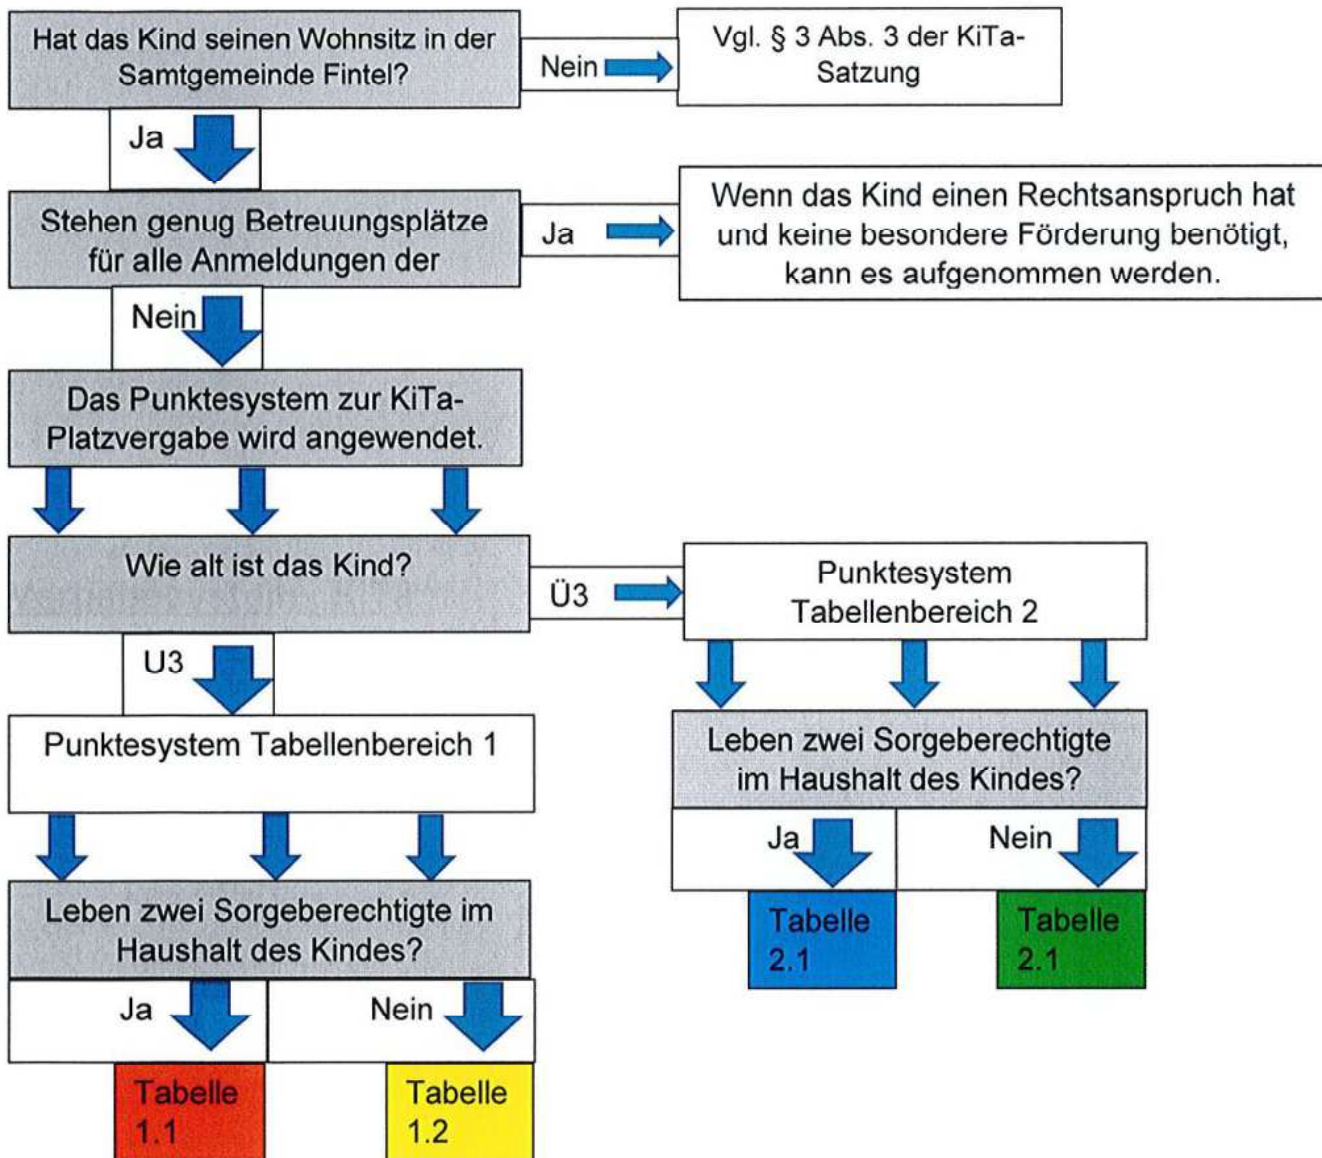 Hat das Kind seinen Wohnsitz in der
Samtgemeinde Fintel?
Nein
Vgl. § 3 Abs. 3 der KiTa-
Satzung
Ja
Stehen genug Betreuungsplätze
für alle Anmeldungen der
Ja
Wenn das Kind einen Rechtsanspruch hat
und keine besondere Förderung benötigt,
kann es aufgenommen werden.
Nein
Das Punktesystem zur KiTa-
Platzvergabe wird angewendet.
Wie alt ist das Kind?
Ü3
Punktesystem
Tabellenbereich 2
U3
Punktesystem Tabellenbereich 1
Leben zwei Sorgeberechtigte
im Haushalt des Kindes?
Ja
Nein
Tabelle
2.1
Tabelle
2.1
Leben zwei Sorgeberechtigte im
Haushalt des Kindes?
Ja
Nein
Tabelle
1.1
Tabelle
1.2